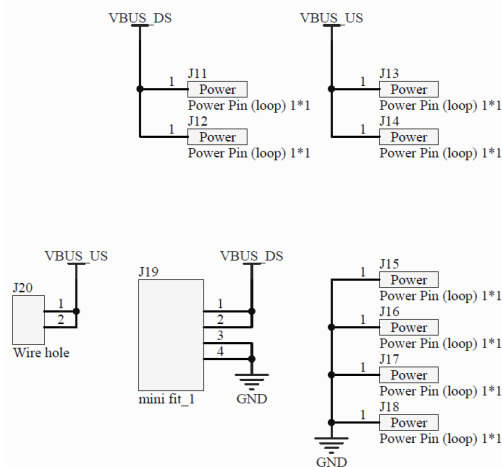 VBUS_DS
VBUS_US
J11
1 Power
Power Pin (loop) 1*1
J12
1 Power
Power Pin (loop) 1*1
J13
1 Power
Power Pin (loop) 1*1
J14
1 Power
Power Pin (loop) 1*1
VBUS_US
J20
1
2
Wire hole
VBUS_DS
J19
1
2
3
4
mini fit_1
GND
J15
1 Power
Power Pin (loop) 1*1
J16
1 Power
Power Pin (loop) 1*1
J17
1 Power
Power Pin (loop) 1*1
J18
1 Power
Power Pin (loop) 1*1
GND